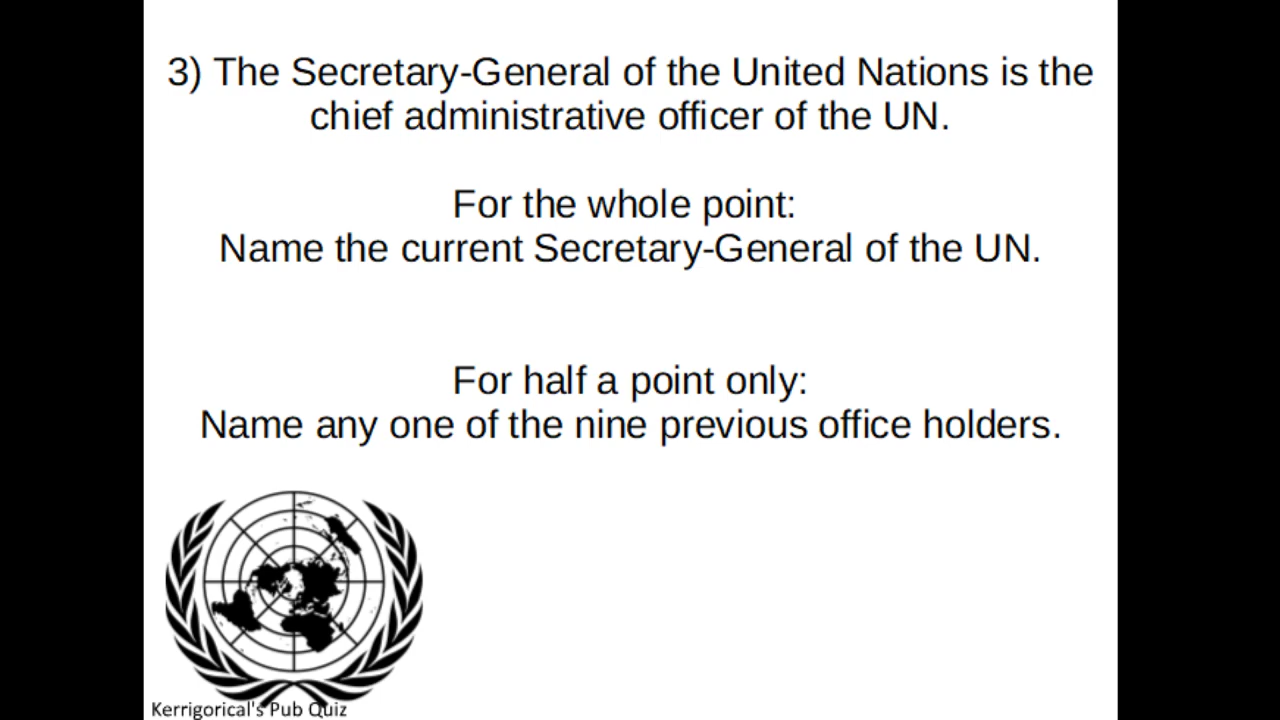 3) The Secretary-General of the United Nations is the
chief administrative officer of the UN.
For the whole point:
Name the current Secretary-General of the UN.
For half a point only:
Name any one of the nine previous office holders.
Kerrigorical's Pub Quiz